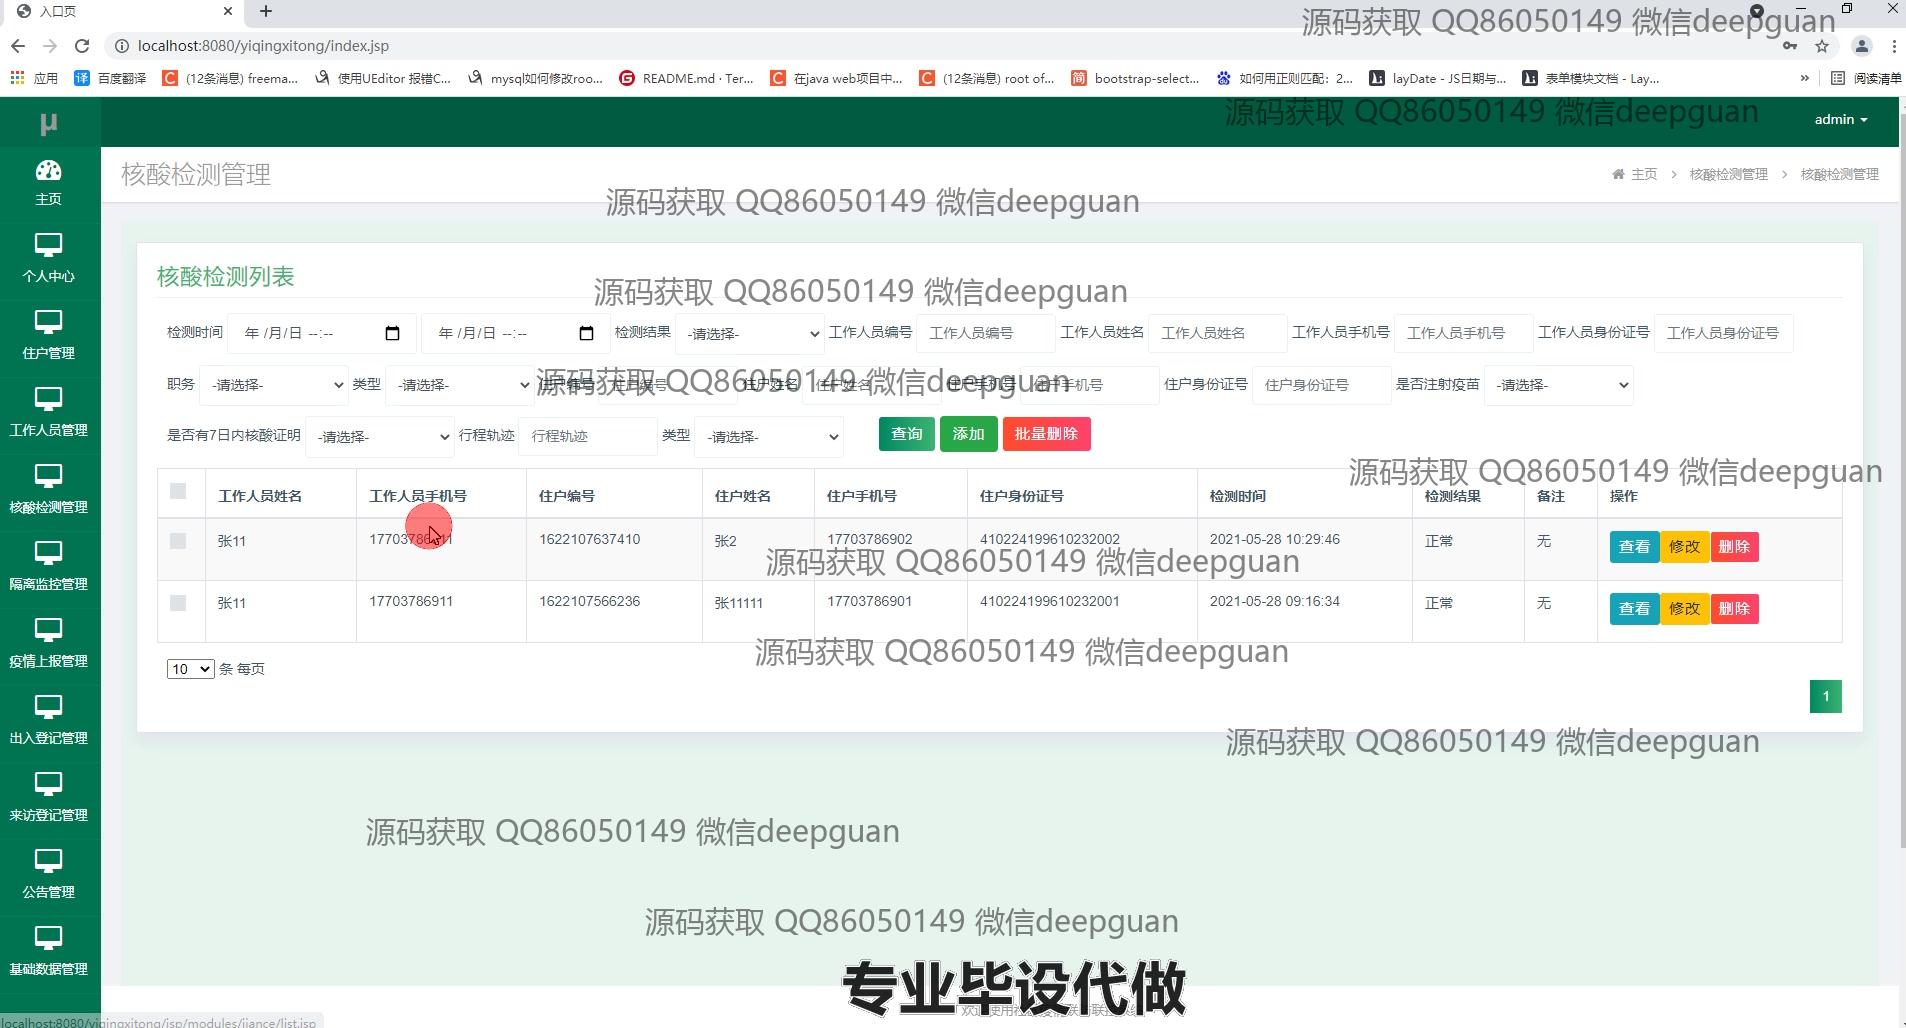 入口页
localhost:8080/yiqingxitong/index.jsp
应用 百度翻译 (12条消息) freema... 使用UEditor 报错C... mysql如何修改roo... README.md · Ter... 在java web项目中... (12条消息) root of... bootstrap-select... 如何用正则匹配：2... layDate - JS日期与... 表单模块文档 - Lay... » 阅读清单
源码获取 QQ86050149 微信deepguan
μ
admin
源码获取 QQ86050149 微信deepguan
核酸检测管理
主页 > 核酸检测管理 > 核酸检测管理
源码获取 QQ86050149 微信deepguan
主页
个人中心
住户管理
工作人员管理
核酸检测管理
隔离监控管理
疫情上报管理
出入登记管理
来访登记管理
公告管理
基础数据管理
核酸检测列表
源码获取 QQ86050149 微信deepguan
检测时间 年 /月/日 --:-- 年 /月/日 --:-- 检测结果 -请选择- 工作人员编号 工作人员编号 工作人员姓名 工作人员姓名 工作人员手机号 工作人员手机号 工作人员身份证号 工作人员身份证号
职务 -请选择- 类型 -请选择- 住户编号 住户编号 住户姓名 住户姓名 住户手机号 住户手机号 住户身份证号 住户身份证号 是否注射疫苗 -请选择-
源码获取 QQ86050149 微信deepguan
是否有7日内核酸证明 -请选择- 行程轨迹 行程轨迹 类型 -请选择- 查询 添加 批量删除
源码获取 QQ86050149 微信deepguan
工作人员姓名 工作人员手机号 住户编号 住户姓名 住户手机号 住户身份证号 检测时间 检测结果 备注 操作
张11 17703786911 1622107637410 张2 17703786902 410224199610232002 2021-05-28 10:29:46 正常 无 查看 修改 删除
源码获取 QQ86050149 微信deepguan
张11 17703786911 1622107566236 张11111 17703786901 410224199610232001 2021-05-28 09:16:34 正常 无 查看 修改 删除
源码获取 QQ86050149 微信deepguan
10 条 每页
1
源码获取 QQ86050149 微信deepguan
源码获取 QQ86050149 微信deepguan
源码获取 QQ86050149 微信deepguan
专业毕设代做
localhost:8080/yiqingxitong/jsp/modules/jiance/list.jsp